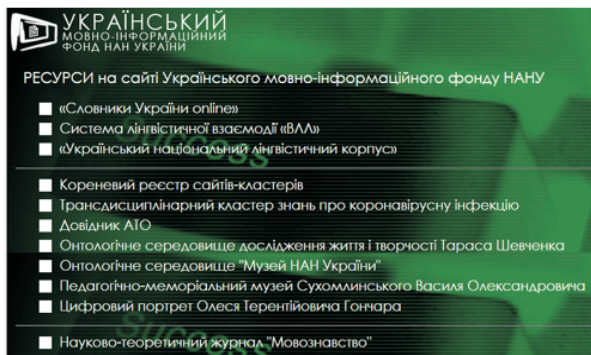 УКРАЇНСЬКИЙ
МОВНО-ІНФОРМАЦІЙНИЙ
ФОНД НАН УКРАЇНИ
РЕСУРСИ на сайті Українського мовно-інформаційного фонду НАНУ
«Словники України online»
Система лінгвістичної взаємодії «ВЛЛ»
«Український національний лінгвістичний корпус»
Success
Кореневий реєстр сайтів-кластерів
Трансдисциплінарний кластер знань про коронавірусну інфекцію
Довідник АТО
Онтологічне середовище дослідження життя і творчості Тараса Шевченка
Онтологічне середовище "Музей НАН України"
Педагогічно-меморіальний музей Сухомлинського Василя Олександровича
Цифровий портрет Олеся Терентійовича Гончара
Success
Науково-теоретичний журнал "Мовознавство"